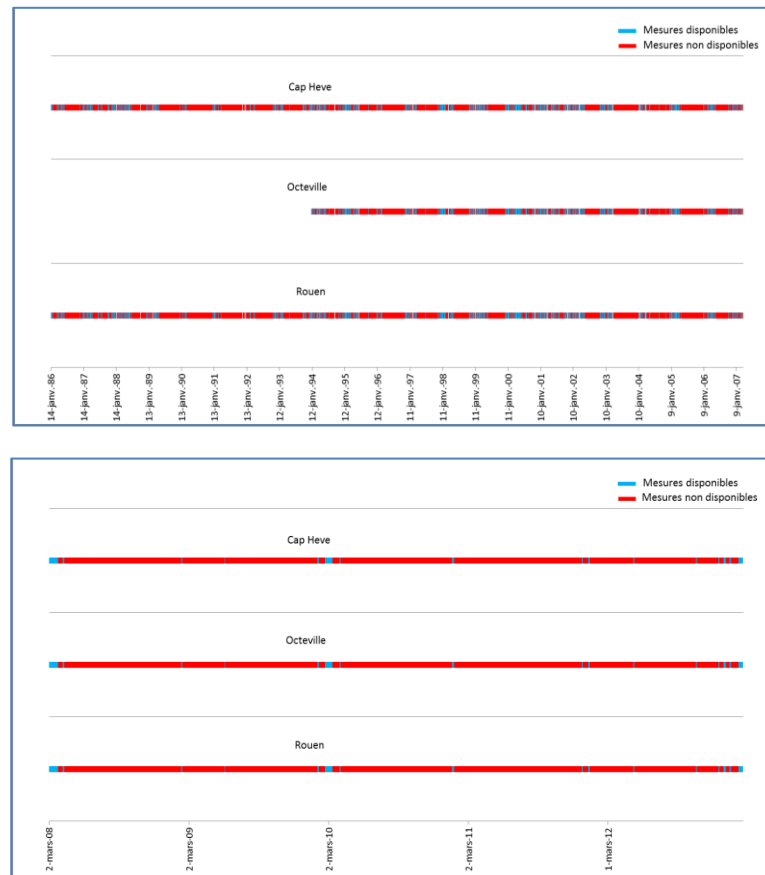 Mesures disponibles
Mesures non disponibles
Cap Heve
Octeville
Rouen
14-janv.-86
14-janv.-87
14-janv.-88
13-janv.-89
13-janv.-90
13-janv.-91
13-janv.-92
12-janv.-93
12-janv.-94
12-janv.-95
12-janv.-96
11-janv.-97
11-janv.-98
11-janv.-99
11-janv.-00
10-janv.-01
10-janv.-02
10-janv.-03
10-janv.-04
9-janv.-05
9-janv.-06
9-janv.-07
Mesures disponibles
Mesures non disponibles
Cap Heve
Octeville
Rouen
2-mars-08
2-mars-09
2-mars-10
2-mars-11
1-mars-12